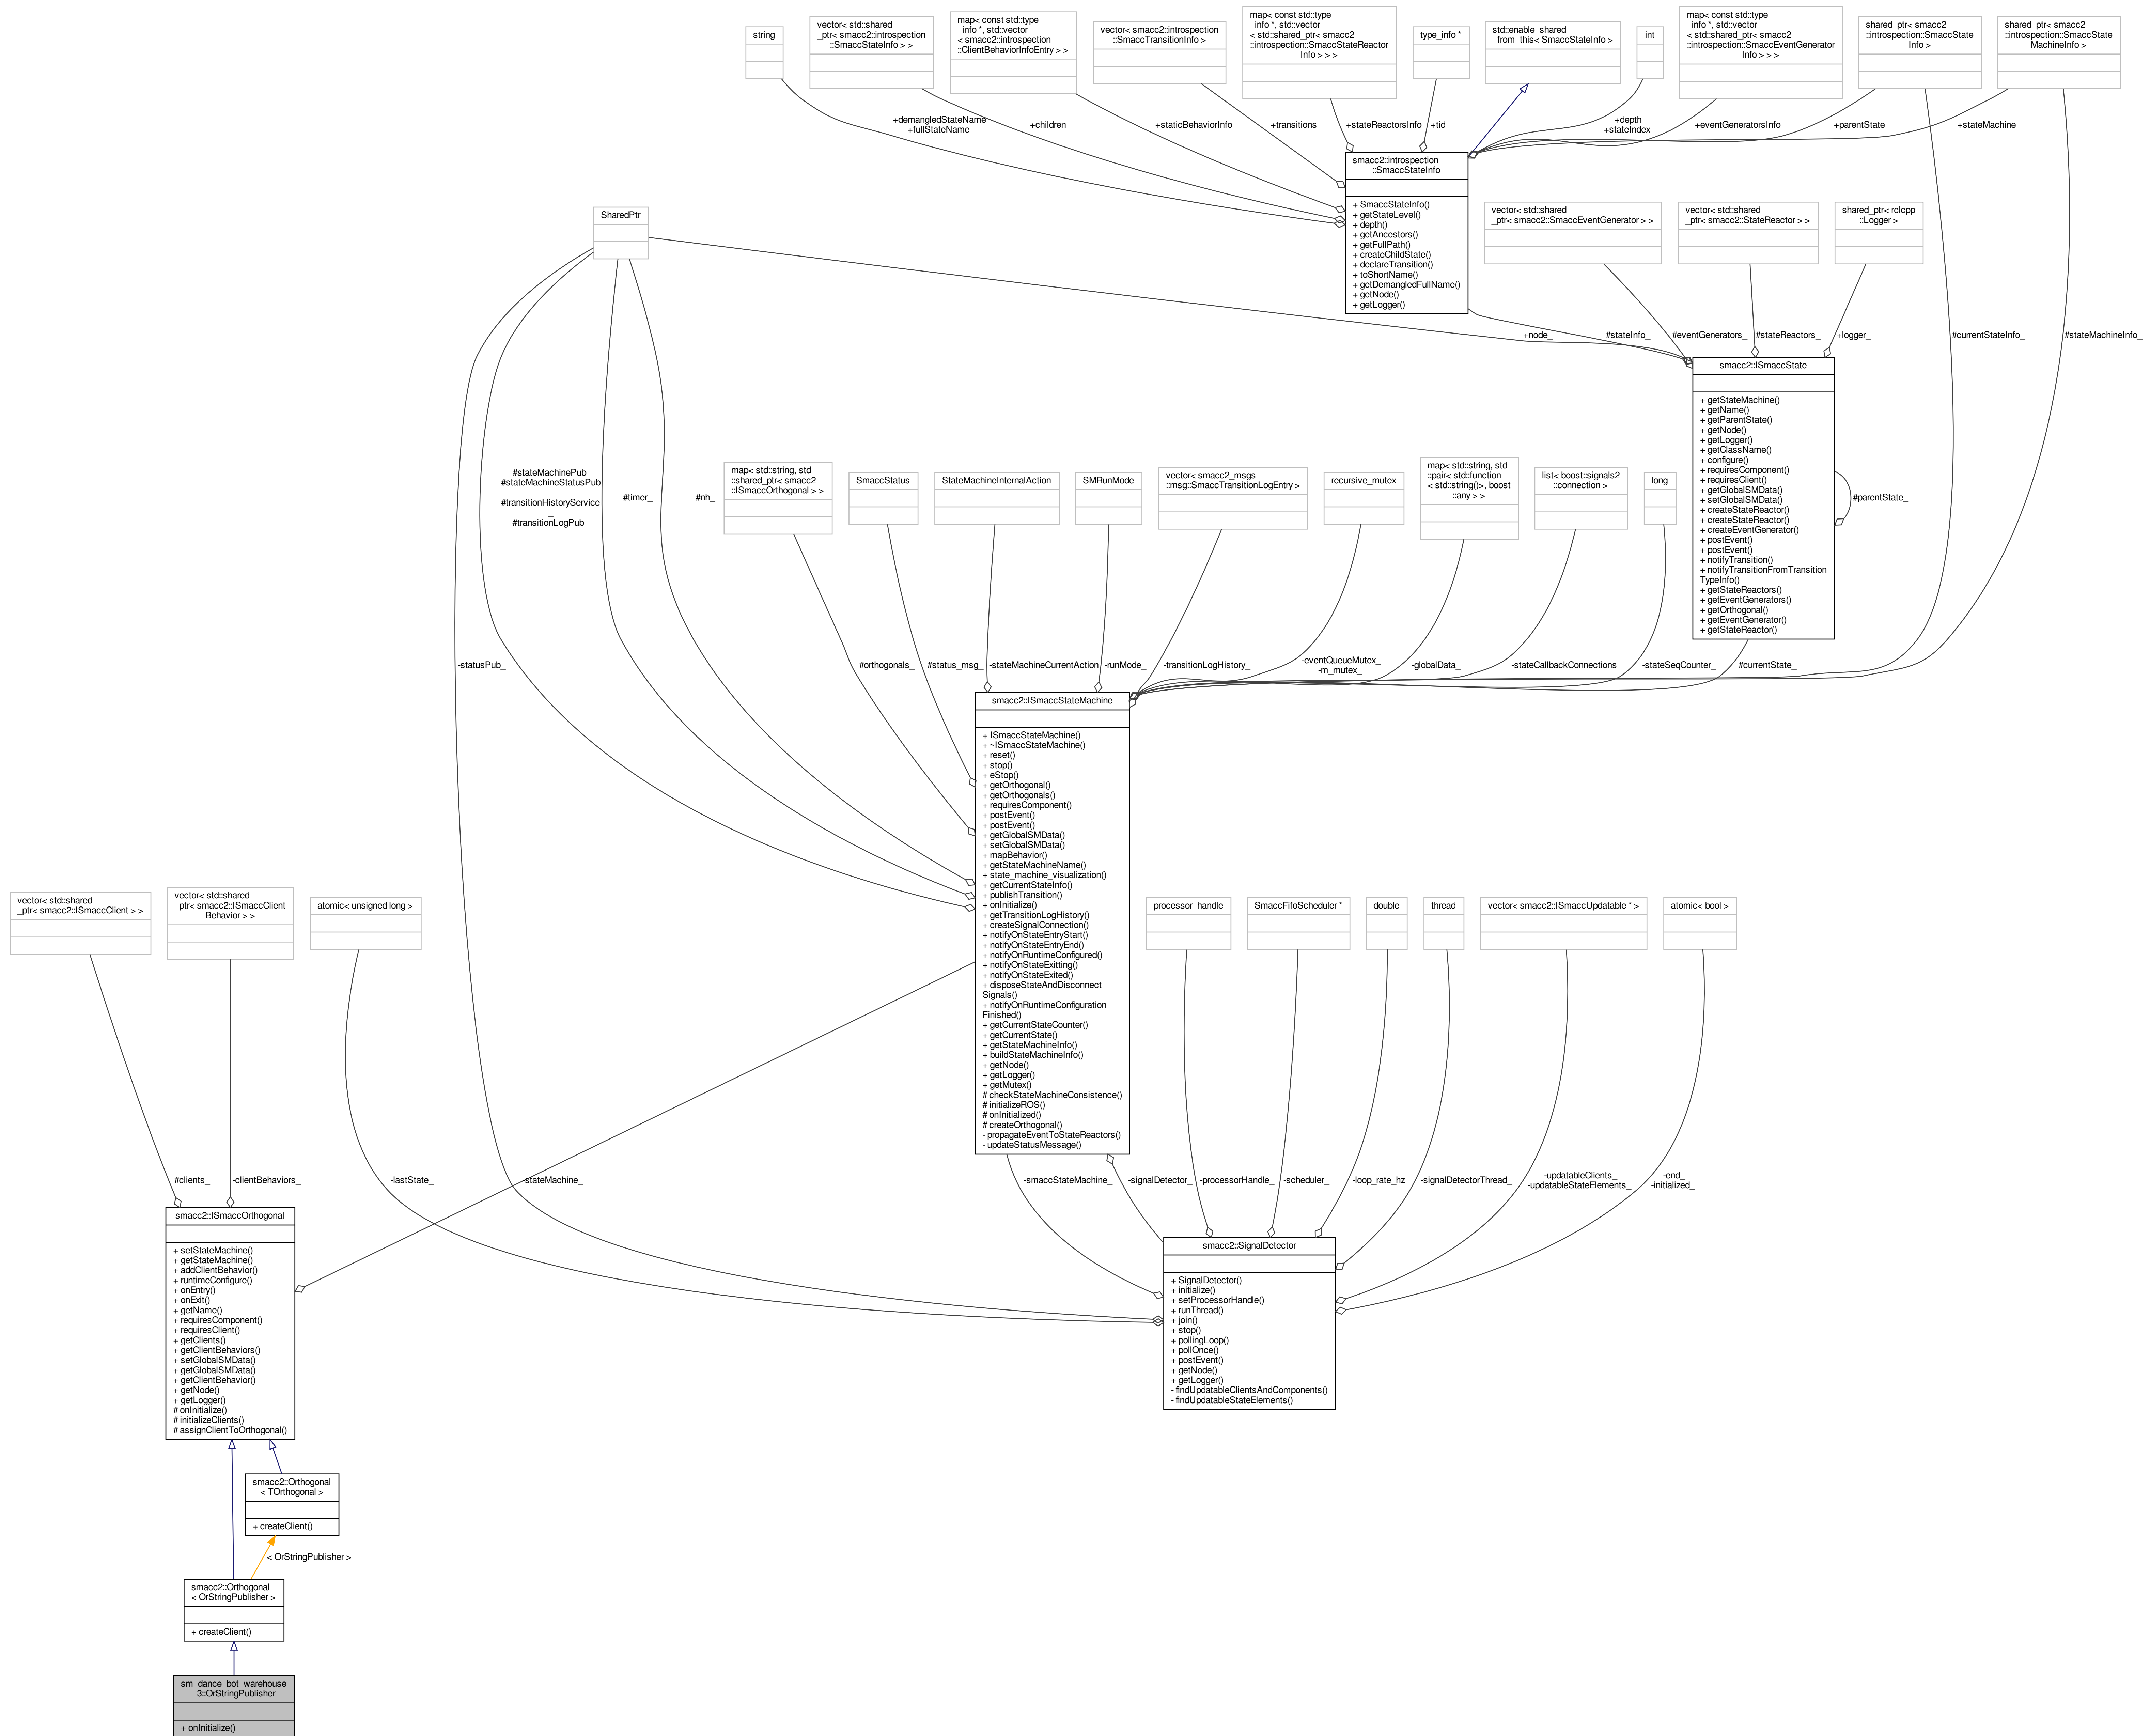 string
vector< std::shared
_ptr< smacc2::introspection
::SmaccStateInfo > >
map< const std::type
_info *, std::vector
< smacc2::introspection
::ClientBehaviorInfoEntry > >
vector< smacc2::introspection
::SmaccTransitionInfo >
map< const std::type
_info *, std::vector
< std::shared_ptr< smacc2
::introspection::SmaccStateReactor
Info > > >
type_info *
std::enable_shared
_from_this< SmaccStateInfo >
int
map< const std::type
_info *, std::vector
< std::shared_ptr< smacc2
::introspection::SmaccEventGenerator
Info > > >
shared_ptr< smacc2
::introspection::SmaccState
Info >
shared_ptr< smacc2
::introspection::SmaccState
MachineInfo >
+demangledStateName
+fullStateName
+children_
+staticBehaviorInfo
+transitions_
+stateReactorsInfo
+tid_
+depth_
+stateIndex_
+eventGeneratorsInfo
+parentState_
+stateMachine_
smacc2::introspection
::SmaccStateInfo
+ SmaccStateInfo()
+ getStateLevel()
+ depth()
+ getAncestors()
+ getFullPath()
+ createChildState()
+ declareTransition()
+ toShortName()
+ getDemangledFullName()
+ getNode()
+ getLogger()
SharedPtr
vector< std::shared
_ptr< smacc2::SmaccEventGenerator > >
vector< std::shared
_ptr< smacc2::StateReactor > >
shared_ptr< rclcpp
::Logger >
+node_
#stateInfo_
#eventGenerators_
#stateReactors_
+logger_
#currentStateInfo_
#stateMachineInfo_
smacc2::ISmaccState
+ getStateMachine()
+ getName()
+ getParentState()
+ getNode()
+ getLogger()
+ getClassName()
+ configure()
+ requiresComponent()
+ requiresClient()
+ getGlobalSMData()
+ setGlobalSMData()
+ createStateReactor()
+ createStateReactor()
+ createEventGenerator()
+ postEvent()
+ postEvent()
+ notifyTransition()
+ notifyTransitionFromTransition
TypeInfo()
+ getStateReactors()
+ getEventGenerators()
+ getOrthogonal()
+ getEventGenerator()
+ getStateReactor()
#parentState_
#stateMachinePub_
#stateMachineStatusPub
_
#transitionHistoryService
_
#transitionLogPub_
#timer_
#nh_
map< std::string, std
::shared_ptr< smacc2
::ISmaccOrthogonal > >
SmaccStatus
StateMachineInternalAction
SMRunMode
vector< smacc2_msgs
::msg::SmaccTransitionLogEntry >
recursive_mutex
map< std::string, std
::pair< std::function
< std::string()>, boost
::any > >
list< boost::signals2
::connection >
long
-statusPub_
#orthogonals_
#status_msg_
-stateMachineCurrentAction
-runMode_
-transitionLogHistory_
-eventQueueMutex_
-m_mutex_
-globalData_
-stateCallbackConnections
-stateSeqCounter_
#currentState_
smacc2::ISmaccStateMachine
+ ISmaccStateMachine()
+ ~ISmaccStateMachine()
+ reset()
+ stop()
+ eStop()
+ getOrthogonal()
+ getOrthogonals()
+ requiresComponent()
+ postEvent()
+ postEvent()
+ getGlobalSMData()
+ setGlobalSMData()
+ mapBehavior()
+ getStateMachineName()
+ state_machine_visualization()
+ getCurrentStateInfo()
+ publishTransition()
+ onInitialize()
+ getTransitionLogHistory()
+ createSignalConnection()
+ notifyOnStateEntryStart()
+ notifyOnStateEntryEnd()
+ notifyOnRuntimeConfigured()
+ notifyOnStateExitting()
+ notifyOnStateExited()
+ disposeStateAndDisconnect
Signals()
+ notifyOnRuntimeConfiguration
Finished()
+ getCurrentStateCounter()
+ getCurrentState()
+ getStateMachineInfo()
+ buildStateMachineInfo()
+ getNode()
+ getLogger()
+ getMutex()
# checkStateMachineConsistence()
# initializeROS()
# onInitialized()
# createOrthogonal()
- propagateEventToStateReactors()
- updateStatusMessage()
vector< std::shared
_ptr< smacc2::ISmaccClient > >
vector< std::shared
_ptr< smacc2::ISmaccClient
Behavior > >
atomic< unsigned long >
processor_handle
SmaccFifoScheduler *
double
thread
vector< smacc2::ISmaccUpdatable * >
atomic< bool >
#clients_
-clientBehaviors_
-lastState_
-stateMachine_
-smaccStateMachine_
-signalDetector_
-processorHandle_
-scheduler_
-loop_rate_hz
-signalDetectorThread_
-updatableClients_
-updatableStateElements_
-end_
-initialized_
smacc2::ISmaccOrthogonal
+ setStateMachine()
+ getStateMachine()
+ addClientBehavior()
+ runtimeConfigure()
+ onEntry()
+ onExit()
+ getName()
+ requiresComponent()
+ requiresClient()
+ getClients()
+ getClientBehaviors()
+ setGlobalSMData()
+ getGlobalSMData()
+ getClientBehavior()
+ getNode()
+ getLogger()
# onInitialize()
# initializeClients()
# assignClientToOrthogonal()
smacc2::SignalDetector
+ SignalDetector()
+ initialize()
+ setProcessorHandle()
+ runThread()
+ join()
+ stop()
+ pollingLoop()
+ pollOnce()
+ postEvent()
+ getNode()
+ getLogger()
- findUpdatableClientsAndComponents()
- findUpdatableStateElements()
smacc2::Orthogonal
< TOrthogonal >
+ createClient()
< OrStringPublisher >
smacc2::Orthogonal
< OrStringPublisher >
+ createClient()
sm_dance_bot_warehouse
_3::OrStringPublisher
+ onInitialize()